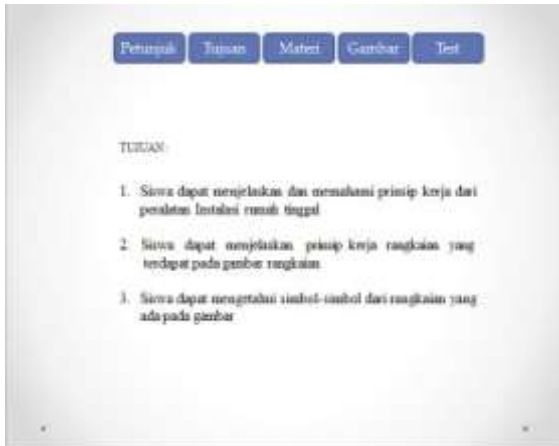 Petunjuk Tujuan Materi Gambar Test
TUJUAN:
1. Siswa dapat menjelaskan dan memahami prinsip kerja dari
peralatan Instalasi rumah tinggal
2. Siswa dapat menjelaskan prinsip kerja rangkaian yang
terdapat pada gambar rangkaian
3. Siswa dapat mengetahui simbol-simbol dari rangkaian yang
ada pada gambar